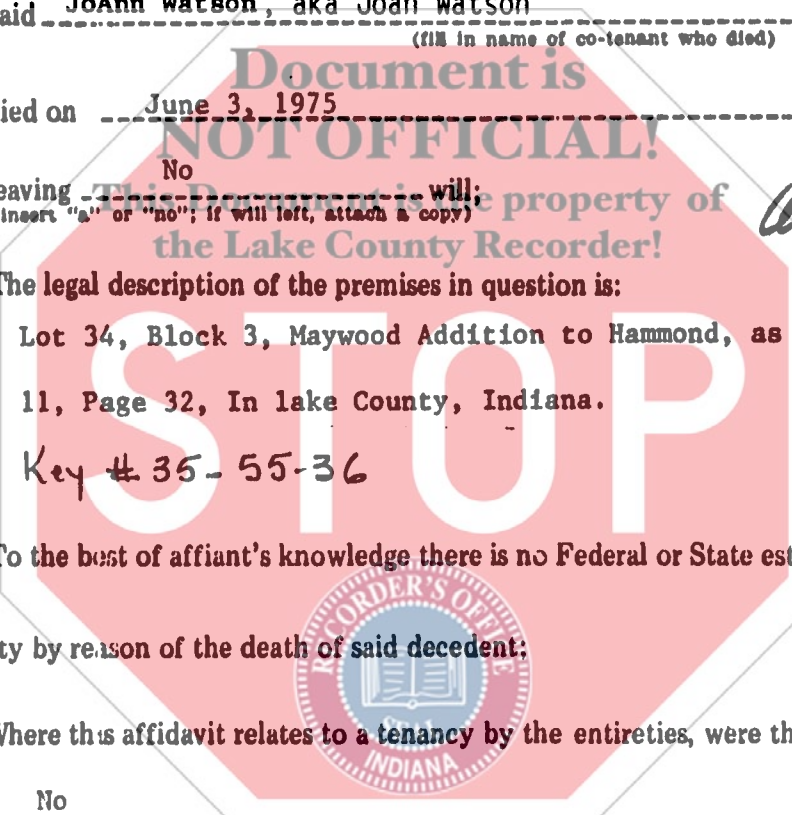 aid JoAnn Watson, aka Joan Watson
(fill in name of co-tenant who died)
Document is
ied on June 3, 1975
NOT OFFICIAL!
No
eaving will;
This Document is the property of
insert "a" or "no"; if will left, attach a copy)
the Lake County Recorder!
The legal description of the premises in question is:
Lot 34, Block 3, Maywood Addition to Hammond, as
11, Page 32, In lake County, Indiana.
STOP
Key # 35-55-36
To the best of affiant's knowledge there is no Federal or State est
RECORDER'S OFFICE
ty by reason of the death of said decedent;
SEAL
Where this affidavit relates to a tenancy by the entireties, were th
INDIANA
No